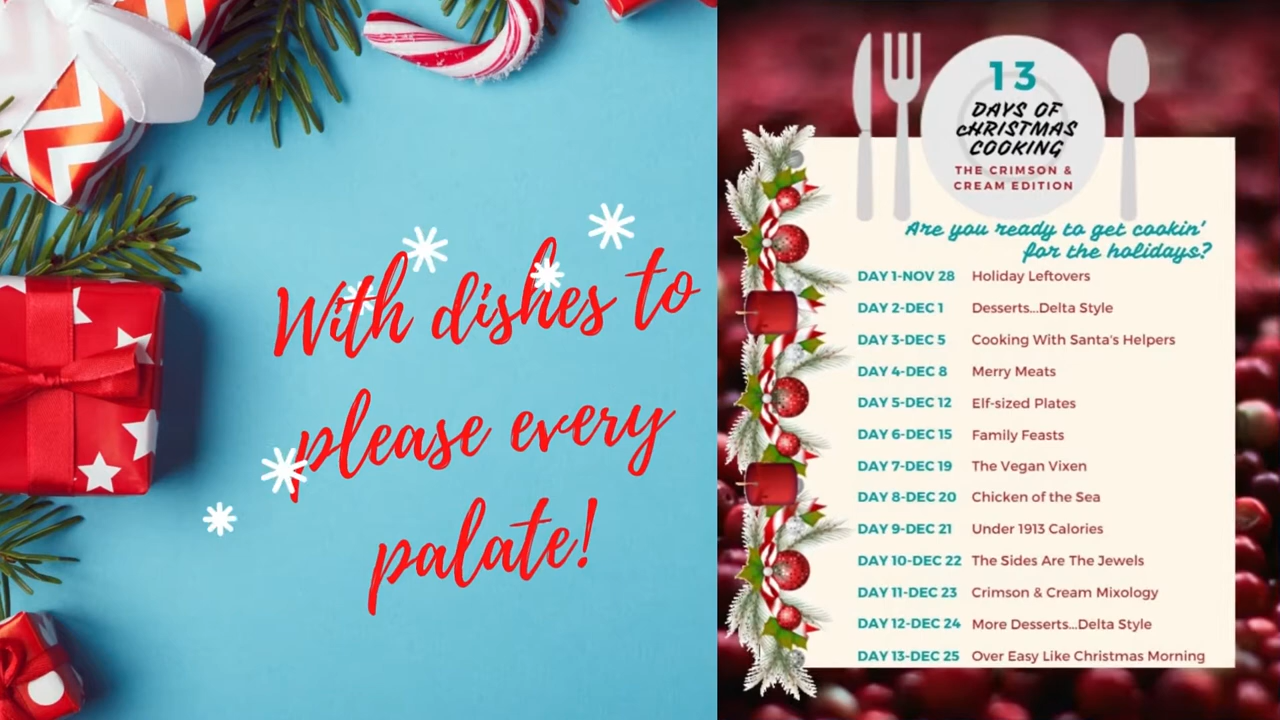 With dishes to
please every
palate!
13
DAYS OF
CHRISTMAS
COOKING
THE CRIMSON &
CREAM EDITION
Are you ready to get cookin'
for the holidays?
DAY 1-NOV 28 Holiday Leftovers
DAY 2-DEC 1 Desserts...Delta Style
DAY 3-DEC 5 Cooking With Santa's Helpers
DAY 4-DEC 8 Merry Meats
DAY 5-DEC 12 Elf-sized Plates
DAY 6-DEC 15 Family Feasts
DAY 7-DEC 19 The Vegan Vixen
DAY 8-DEC 20 Chicken of the Sea
DAY 9-DEC 21 Under 1913 Calories
DAY 10-DEC 22 The Sides Are The Jewels
DAY 11-DEC 23 Crimson & Cream Mixology
DAY 12-DEC 24 More Desserts...Delta Style
DAY 13-DEC 25 Over Easy Like Christmas Morning